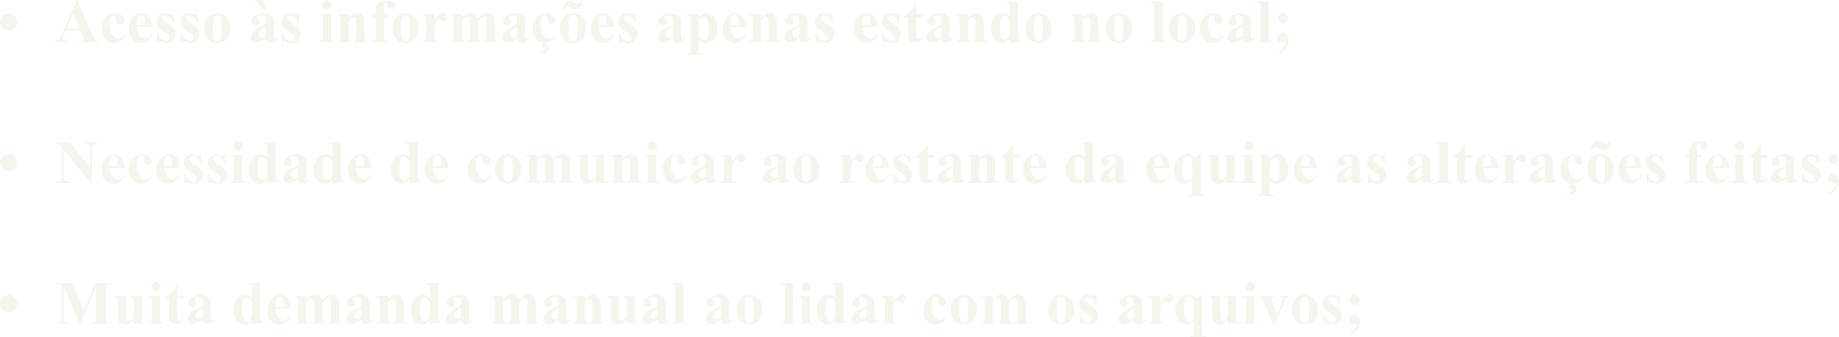 • Acesso às informações apenas estando no local;
• Necessidade de comunicar ao restante da equipe as alterações feitas;
• Muita demanda manual ao lidar com os arquivos;